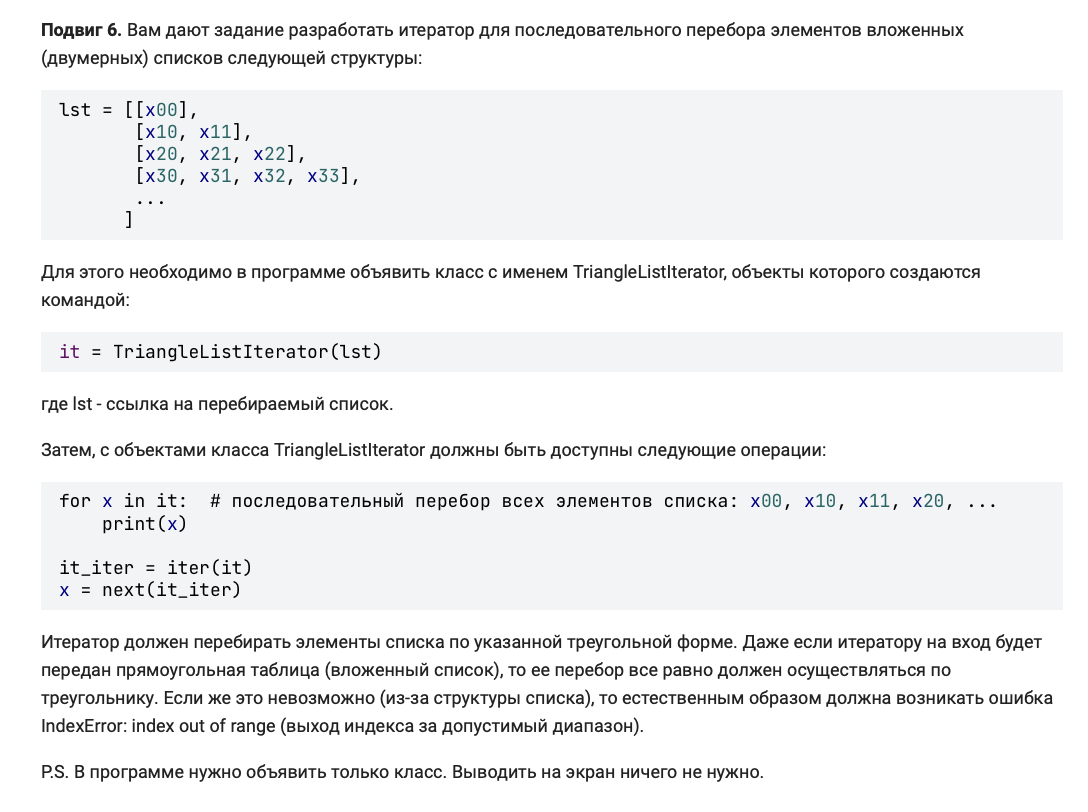 Подвиг 6. Вам дают задание разработать итератор для последовательного перебора элементов вложенных
(двумерных) списков следующей структуры:
lst = [[x00],
[x10, x11],
[x20, x21, x22],
[x30, x31, x32, x33],
...
]
Для этого необходимо в программе объявить класс с именем TriangleListIterator, объекты которого создаются
командой:
it = TriangleListIterator(lst)
где lst - ссылка на перебираемый список.
Затем, с объектами класса TriangleListIterator должны быть доступны следующие операции:
for x in it:  # последовательный перебор всех элементов списка: x00, x10, x11, x20, ...
print(x)
it_iter = iter(it)
x = next(it_iter)
Итератор должен перебирать элементы списка по указанной треугольной форме. Даже если итератору на вход будет
передан прямоугольная таблица (вложенный список), то ее перебор все равно должен осуществляться по
треугольнику. Если же это невозможно (из-за структуры списка), то естественным образом должна возникать ошибка
IndexError: index out of range (выход индекса за допустимый диапазон).
P.S. В программе нужно объявить только класс. Выводить на экран ничего не нужно.